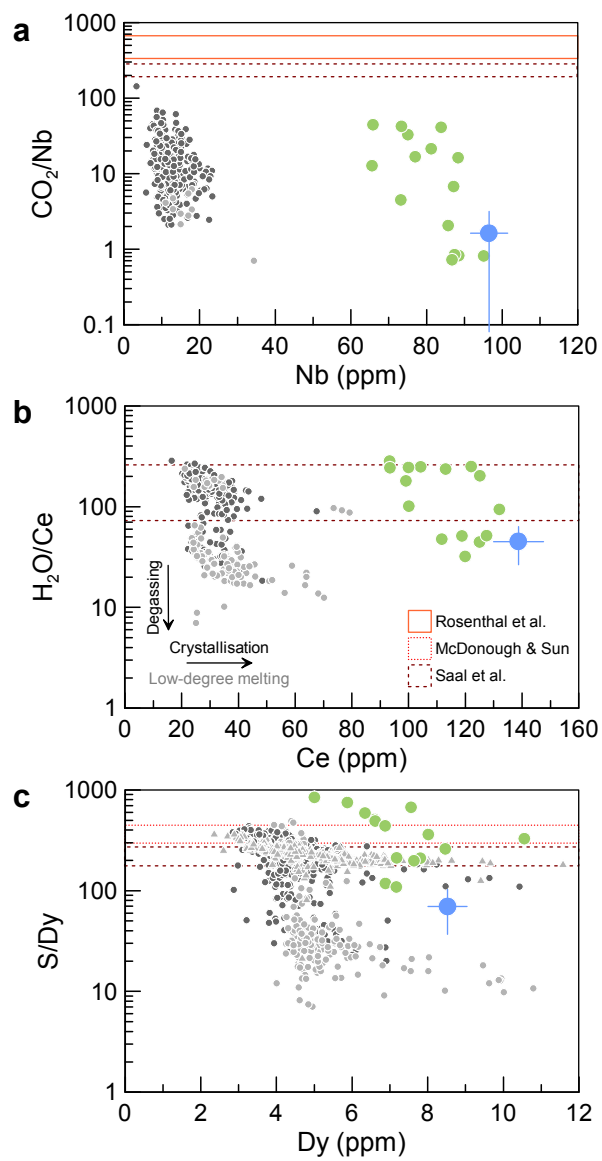 a
1000
100
10
1
0.1
CO2/Nb
0 20 40 60 80 100 120
Nb (ppm)
b
1000
100
10
1
H2O/Ce
Degassing
Crystallisation
Low-degree melting
Rosenthal et al.
McDonough & Sun
Saal et al.
0 20 40 60 80 100 120 140 160
Ce (ppm)
c
1000
100
10
1
S/Dy
0 2 4 6 8 10 12
Dy (ppm)